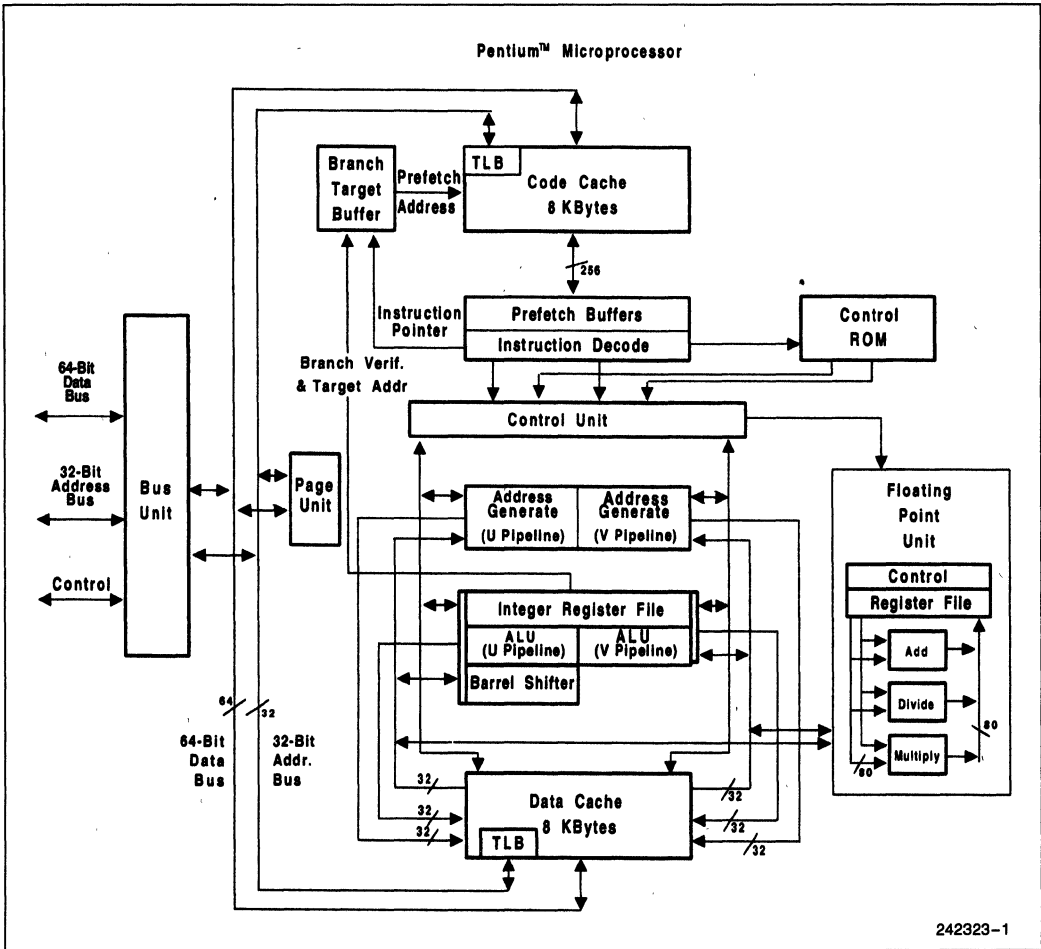 Pentium™ Microprocessor
Branch
Target
Buffer
Prefetch
Address
TLB
Code Cache
8 KBytes
256
Instruction
Pointer
Prefetch Buffers
Instruction Decode
Control
ROM
Branch Verif.
& Target Addr
Control Unit
64-Bit
Data
Bus
32-Bit
Address
Bus
Control
Bus
Unit
Page
Unit
Address
Generate
(U Pipeline)
Address
Generate
(V Pipeline)
Integer Register File
ALU
(U Pipeline)
ALU
(V Pipeline)
Barrel Shifter
Floating
Point
Unit
Control
Register File
Add
Divide
Multiply
80
80
64
32
64-Bit
Data
Bus
32-Bit
Addr.
Bus
32
32
32
Data Cache
8 KBytes
TLB
32
32
32
242323-1